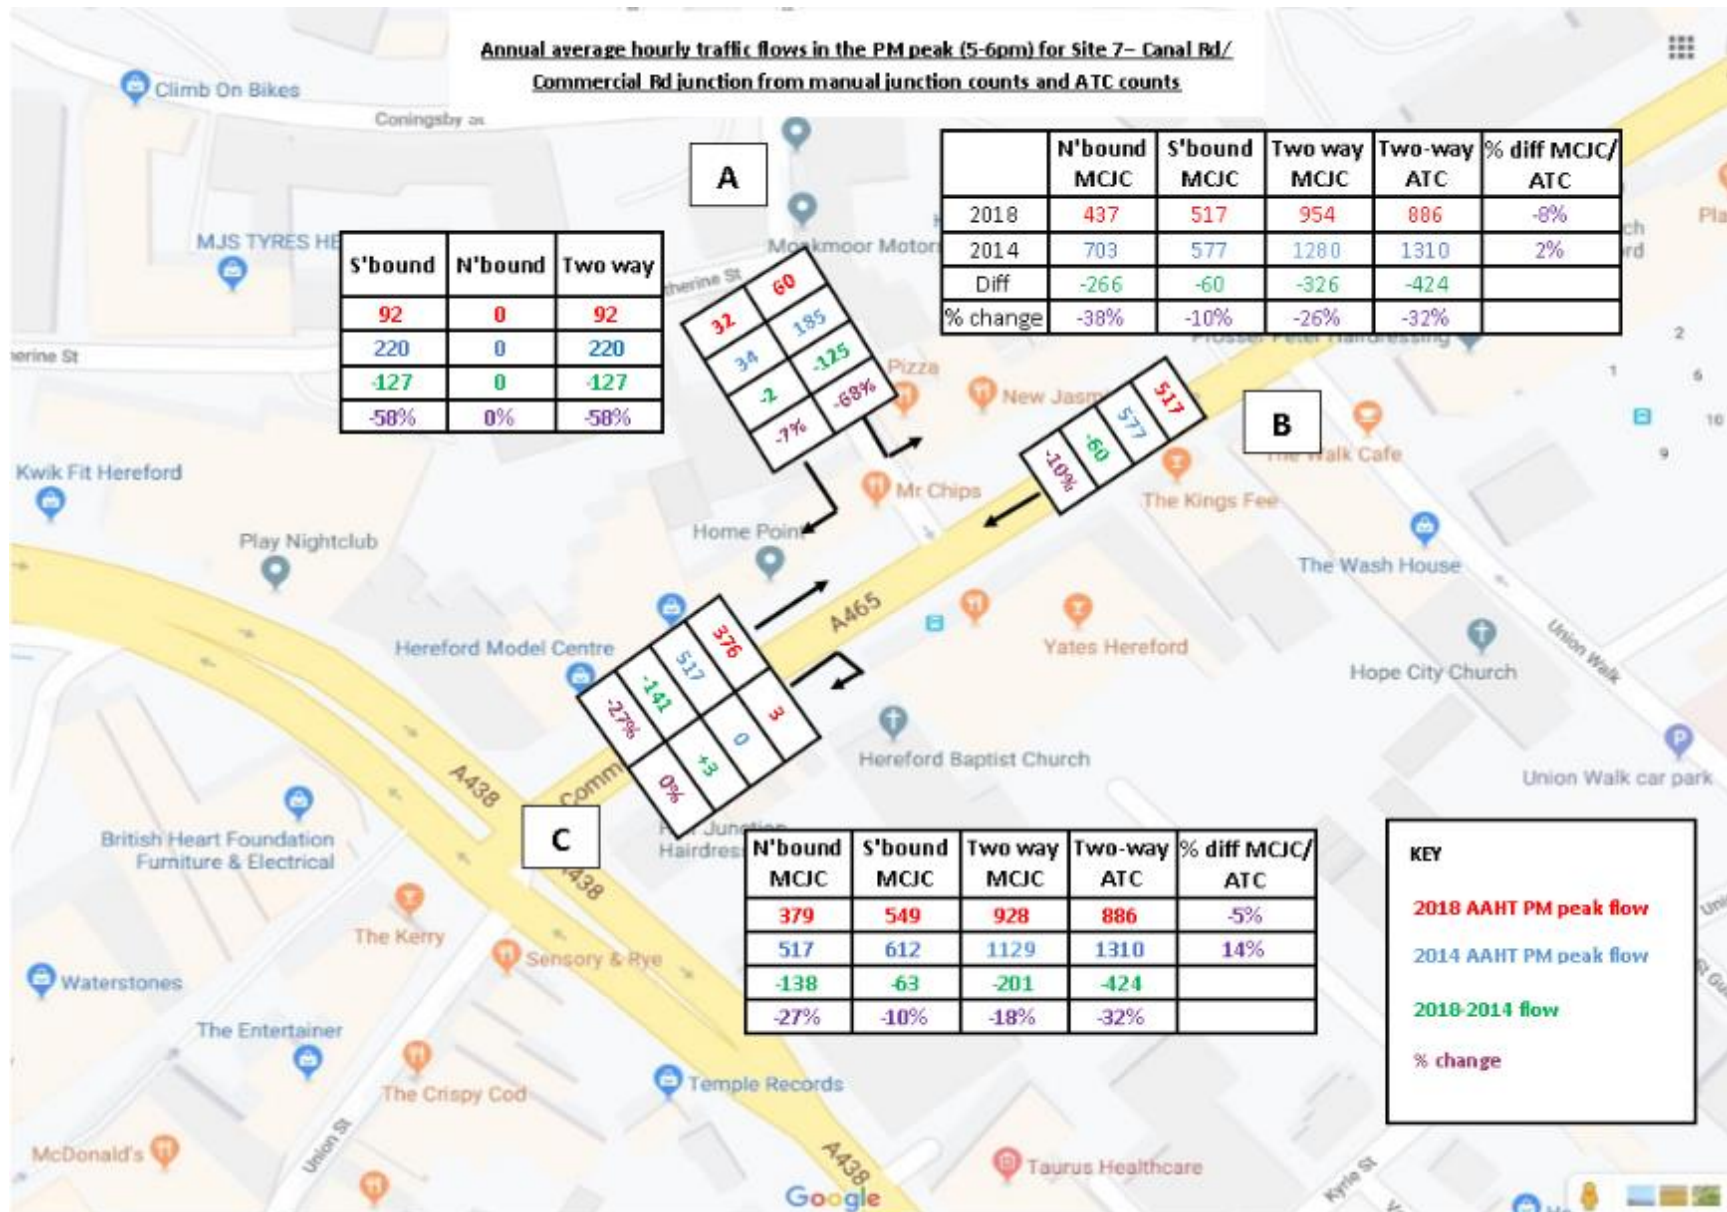 Annual average hourly traffic flows in the PM peak (5-6pm) for Site 7– Canal Rd/
Commercial Rd junction from manual junction counts and ATC counts
Climb On Bikes
A
N'bound MCJC S'bound MCJC Two way MCJC Two-way ATC % diff MCJC/ ATC
2018 437 517 954 886 -8%
2014 703 577 1280 1310 2%
Diff -266 -60 -326 -424
% change -38% -10% -26% -32%
MJS TYRES HE
S'bound N'bound Two way
92 0 92
220 0 220
-127 0 -127
-58% 0% -58%
Monkmoor Motor
herine St
32 60
34 185
-2 -125
-7% -68%
herine St
Pizza
New Jasm
517
577
-60
-10%
B
The Walk Cafe
The Kings Fee
Mr Chips
Kwik Fit Hereford
Home Point
Play Nightclub
The Wash House
A465
Yates Hereford
Union Walk
Hope City Church
Hereford Model Centre
376 3
517 0
-141 +3
-27% 0%
Hereford Baptist Church
Union Walk car park
A438
Comm
C
British Heart Foundation
Furniture & Electrical
A438
N'bound MCJC S'bound MCJC Two way MCJC Two-way ATC % diff MCJC/ ATC
379 549 928 886 -5%
517 612 1129 1310 14%
-138 -63 -201 -424
-27% -10% -18% -32%
KEY
2018 AAHT PM peak flow
2014 AAHT PM peak flow
2018-2014 flow
% change
The Kerry
Sensory & Rye
Waterstones
The Entertainer
The Crispy Cod
Temple Records
Union St
McDonald's
A438
Taurus Healthcare
Kyrle St
Google